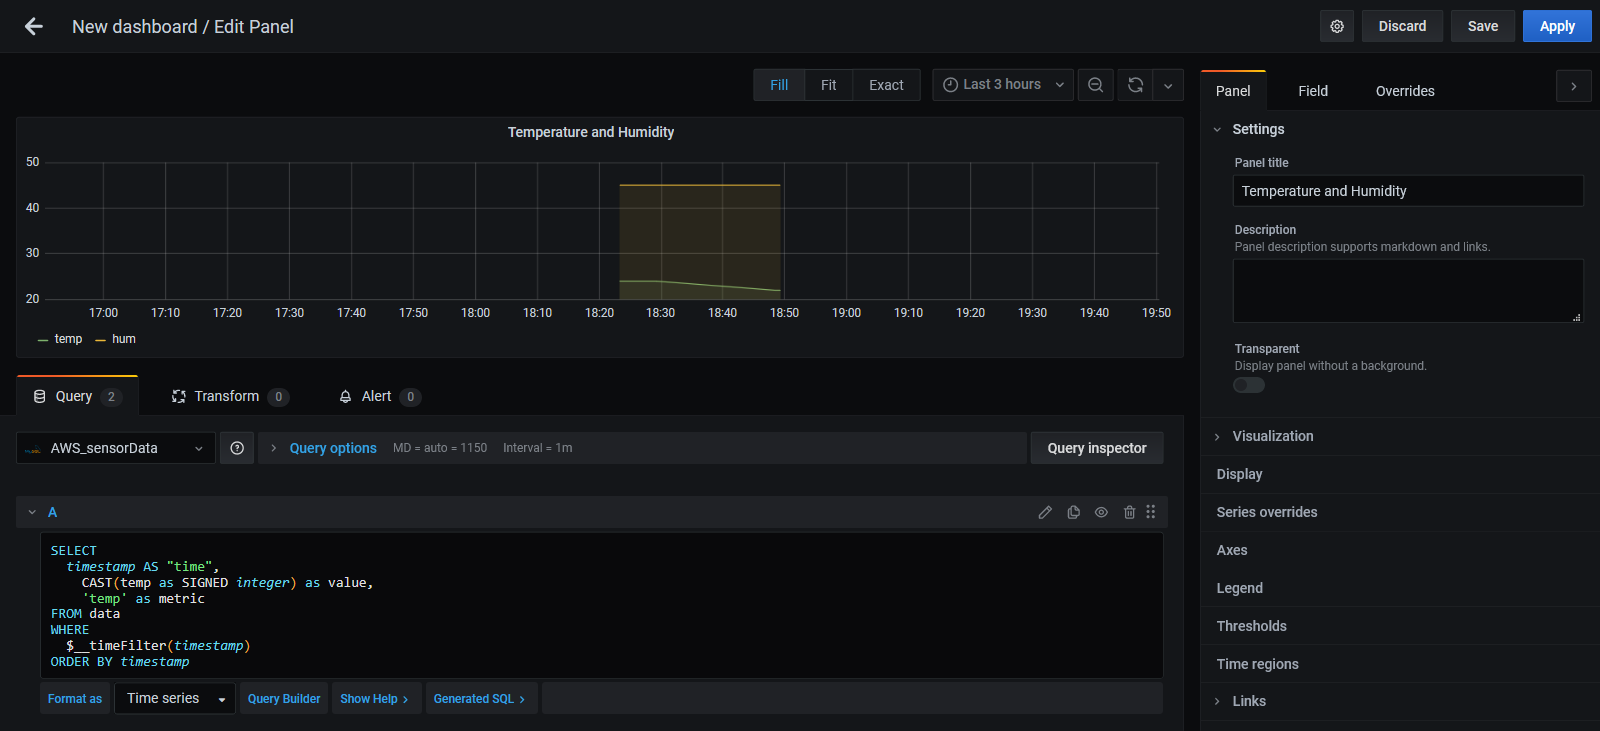 New dashboard / Edit Panel
Discard
Save
Apply
Fill
Fit
Exact
Last 3 hours
Panel
Field
Overrides
Temperature and Humidity
50
40
30
20
17:00 17:10 17:20 17:30 17:40 17:50 18:00 18:10 18:20 18:30 18:40 18:50 19:00 19:10 19:20 19:30 19:40 19:50
temp hum
Settings
Panel title
Temperature and Humidity
Description
Panel description supports markdown and links.
Transparent
Display panel without a background.
Visualization
Display
Series overrides
Axes
Legend
Thresholds
Time regions
Links
Query 2
Transform 0
Alert 0
AWS_sensorData
Query options MD = auto = 1150 Interval = 1m
Query inspector
A
SELECT
timestamp AS "time",
CAST(temp as SIGNED integer) as value,
'temp' as metric
FROM data
WHERE
$__timeFilter(timestamp)
ORDER BY timestamp
Format as
Time series
Query Builder
Show Help >
Generated SQL >